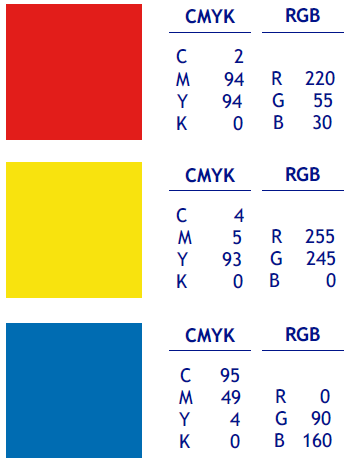 CMYK RGB
C 2
M 94 R 220
Y 94 G 55
K 0 B 30
CMYK RGB
C 4
M 5 R 255
Y 93 G 245
K 0 B 0
CMYK RGB
C 95
M 49 R 0
Y 4 G 90
K 0 B 160